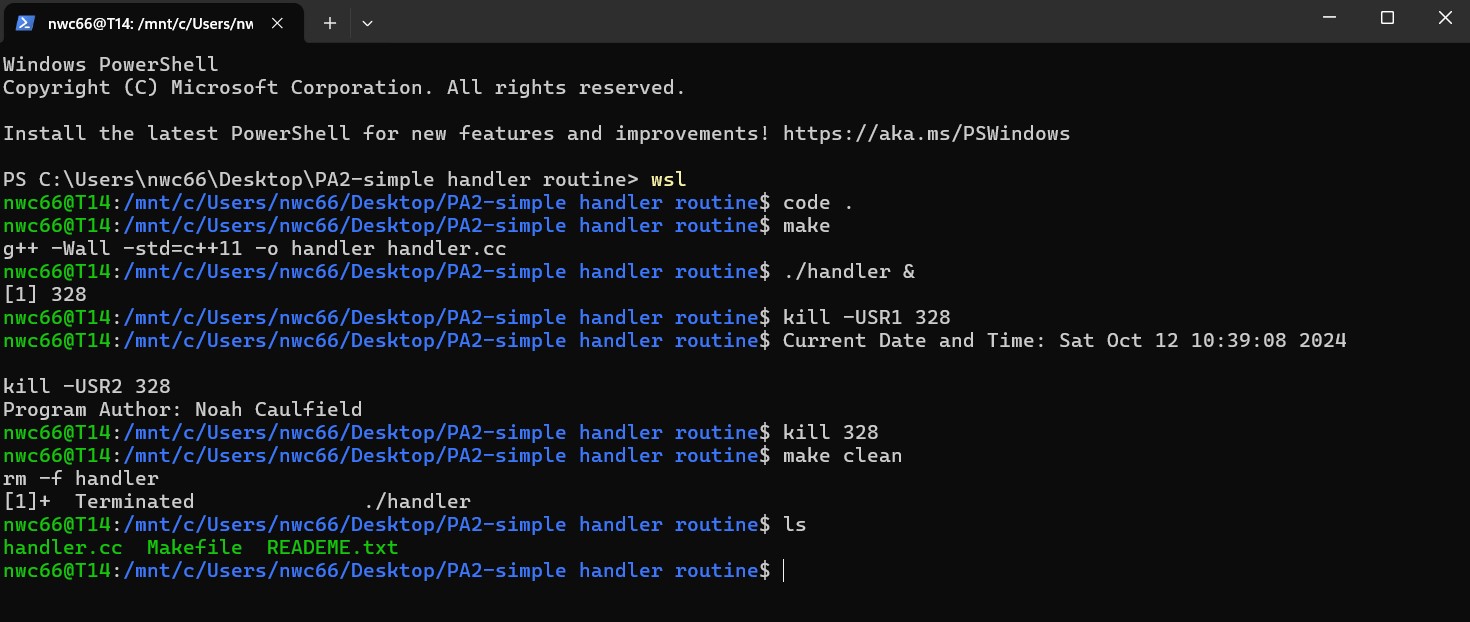 nwc66@T14: /mnt/c/Users/nw
Windows PowerShell
Copyright (C) Microsoft Corporation. All rights reserved.
Install the latest PowerShell for new features and improvements! https://aka.ms/PSWindows
PS C:\Users\nwc66\Desktop\PA2-simple handler routine> wsl
nwc66@T14:/mnt/c/Users/nwc66/Desktop/PA2-simple handler routine$ code .
nwc66@T14:/mnt/c/Users/nwc66/Desktop/PA2-simple handler routine$ make
g++ -Wall -std=c++11 -o handler handler.cc
nwc66@T14:/mnt/c/Users/nwc66/Desktop/PA2-simple handler routine$ ./handler &
[1] 328
nwc66@T14:/mnt/c/Users/nwc66/Desktop/PA2-simple handler routine$ kill -USR1 328
nwc66@T14:/mnt/c/Users/nwc66/Desktop/PA2-simple handler routine$ Current Date and Time: Sat Oct 12 10:39:08 2024
kill -USR2 328
Program Author: Noah Caulfield
nwc66@T14:/mnt/c/Users/nwc66/Desktop/PA2-simple handler routine$ kill 328
nwc66@T14:/mnt/c/Users/nwc66/Desktop/PA2-simple handler routine$ make clean
rm -f handler
[1]+  Terminated              ./handler
nwc66@T14:/mnt/c/Users/nwc66/Desktop/PA2-simple handler routine$ ls
handler.cc  Makefile  READEME.txt
nwc66@T14:/mnt/c/Users/nwc66/Desktop/PA2-simple handler routine$